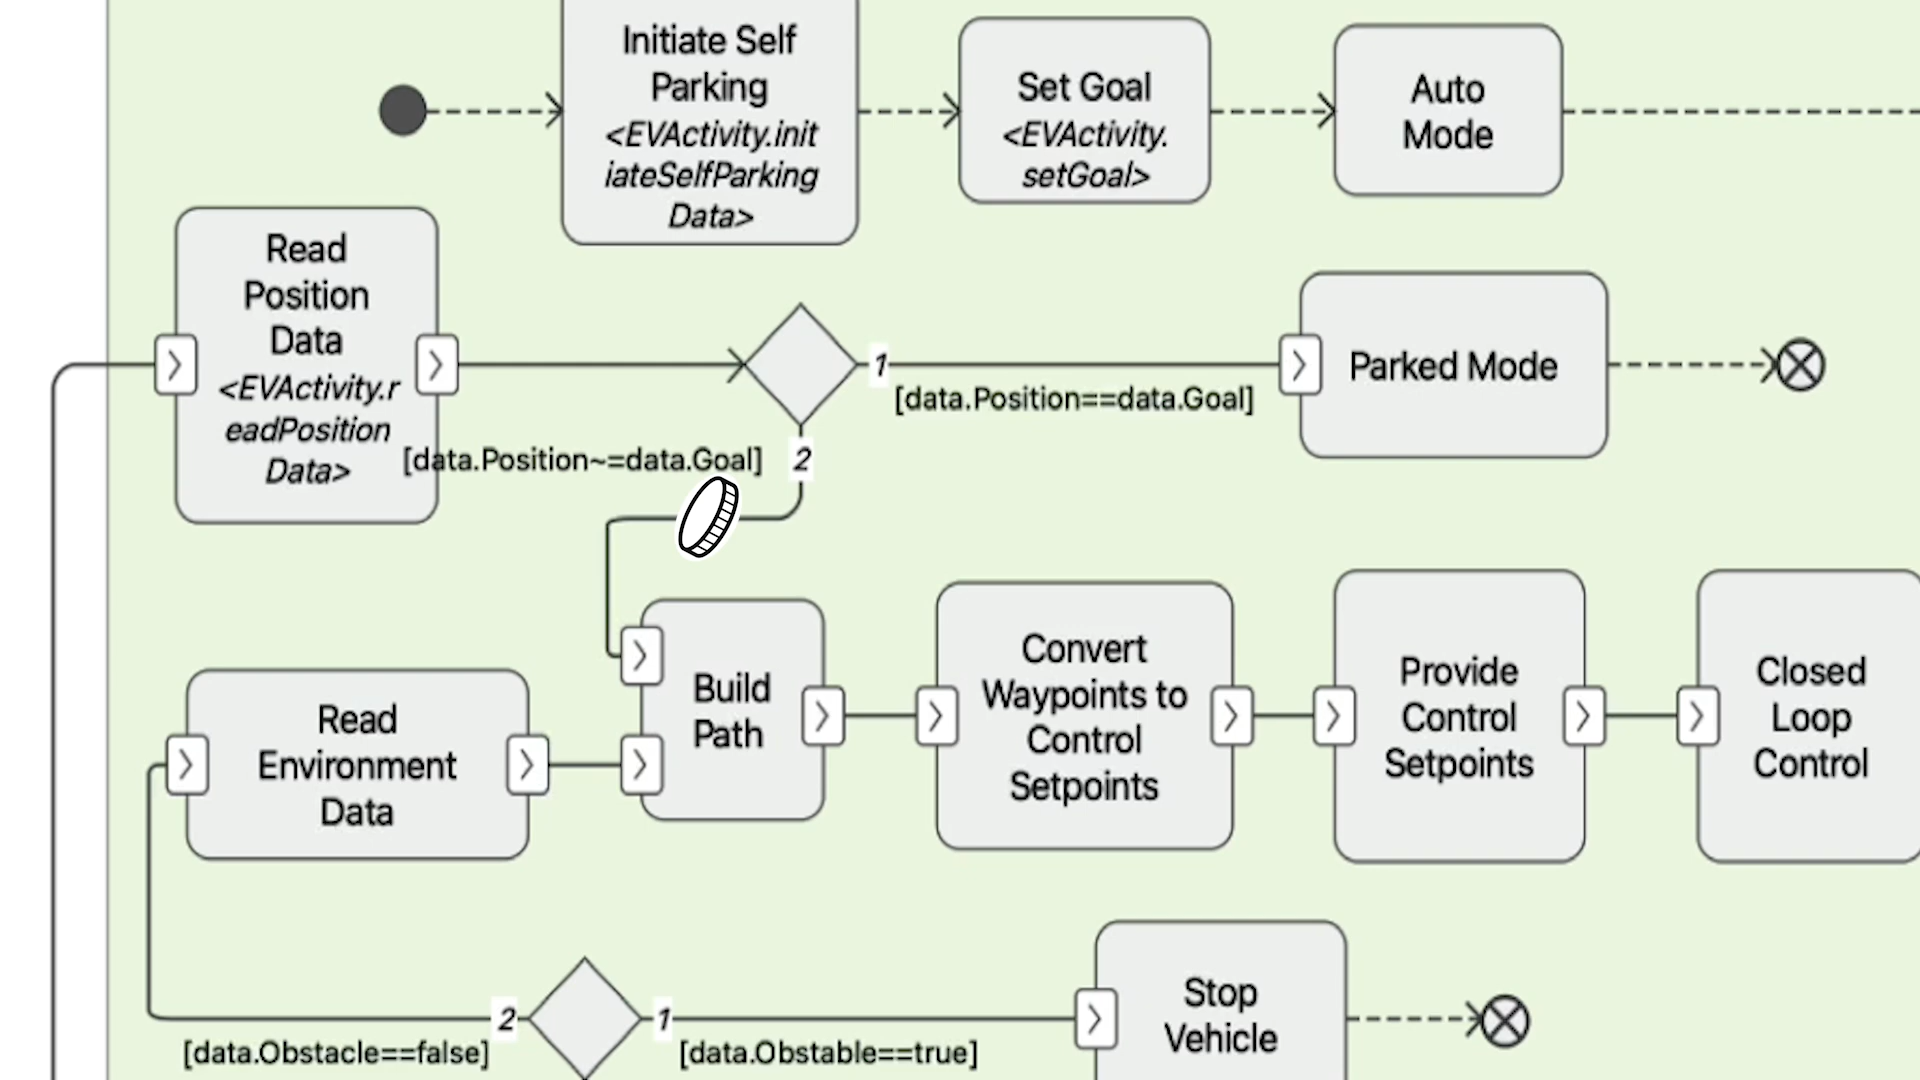 Initiate Self
Parking
<EVActivity.init
iateSelfParking
Data>
Set Goal
<EVActivity.
setGoal>
Auto
Mode
Read
Position
Data
<EVActivity.r
eadPosition
Data>
1
[data.Position==data.Goal]
Parked Mode
[data.Position~=data.Goal]
2
Build
Path
Convert
Waypoints to
Control
Setpoints
Provide
Control
Setpoints
Closed
Loop
Control
Read
Environment
Data
2
[data.Obstacle==false]
1
[data.Obstable==true]
Stop
Vehicle